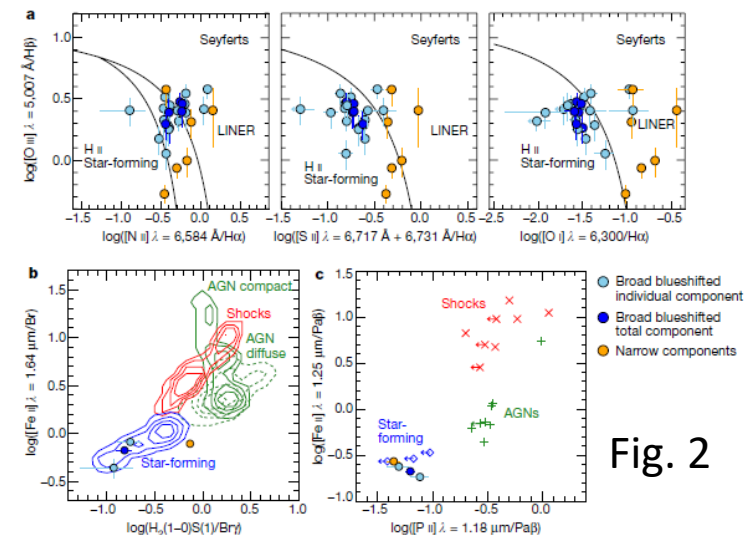 a
Seyferts
Seyferts
Seyferts
log([O III] λ = 5,007 Å/Hβ)
1.0
0.5
0.0
H II
Star-forming
LINER
H II
Star-forming
LINER
H II
Star-forming
LINER
−1.5 −1.0 −0.5 0.0 0.5
−1.5 −1.0 −0.5 0.0
−2.5 −2.0 −1.5 −1.0 −0.5
log([N II] λ = 6,584 Å/Hα)
log([S II] λ = 6,717 Å + 6,731 Å/Hα)
log([O I] λ = 6,300/Hα)
b
AGN compact
Shocks
AGN
diffuse
Star-forming
log([Fe II] λ = 1.64 μm/Br)
1.5
1.0
0.5
0.0
−0.5
−1.0 −0.5 0.0 0.5 1.0
log(H2(1–0)S(1)/Brγ)
c
Shocks
AGNs
Star-
forming
log([Fe II] λ = 1.25 μm/Paβ)
1.5
1.0
0.5
0.0
−0.5
−1.0
−1.5 −1.0 −0.5 0.0 0.5
log([P II] λ = 1.18 μm/Paβ)
Broad blueshifted
individual component
Broad blueshifted
total component
Narrow components
Fig. 2